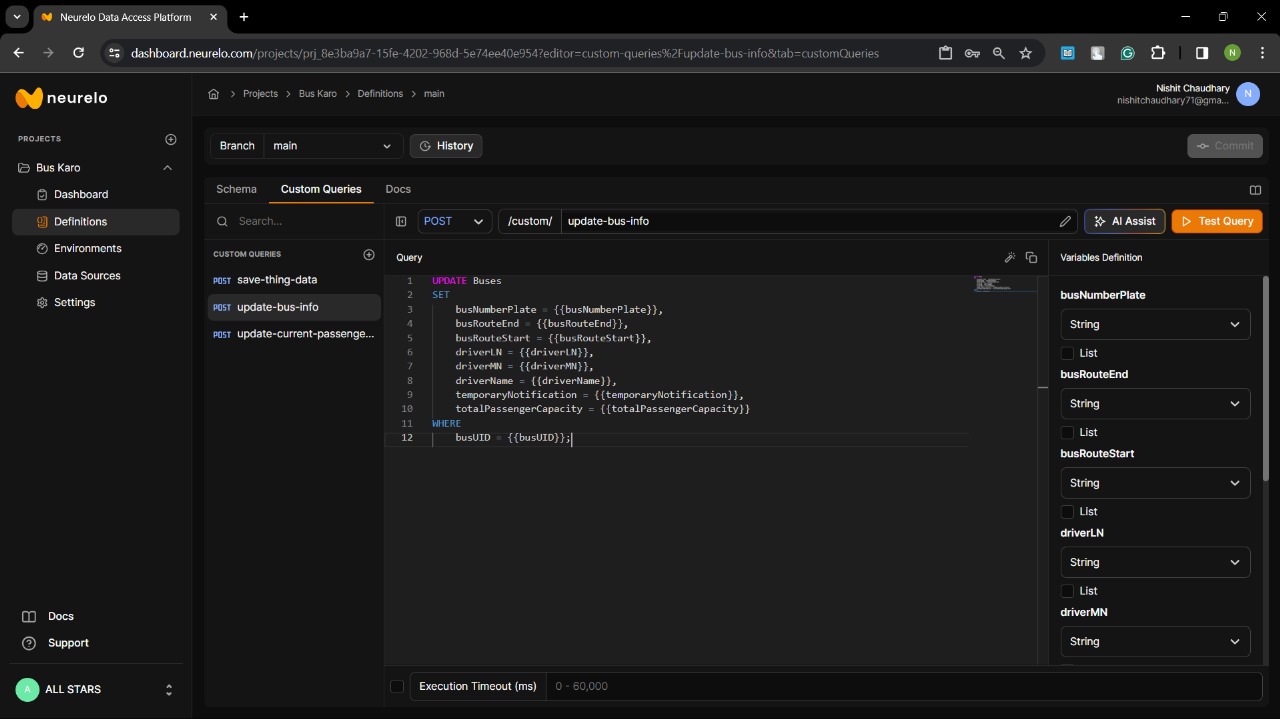 Neurelo Data Access Platform
dashboard.neurelo.com/projects/prj_8e3ba9a7-15fe-4202-968d-5e74ee40e954?editor=custom-queries%2Fupdate-bus-info&tab=customQueries
N
neurelo
Projects > Bus Karo > Definitions > main
Nishit Chaudhary
nishitchaudhary71@gma...
N
PROJECTS
Bus Karo
Dashboard
Definitions
Environments
Data Sources
Settings
Docs
Support
A ALL STARS
Branch main History Commit
Schema Custom Queries Docs
Search...
POST /custom/ update-bus-info AI Assist Test Query
CUSTOM QUERIES
POST save-thing-data
POST update-bus-info
POST update-current-passenge...
Query
1 UPDATE Buses
2 SET
3 busNumberPlate = {{busNumberPlate}},
4 busRouteEnd = {{busRouteEnd}},
5 busRouteStart = {{busRouteStart}},
6 driverLN = {{driverLN}},
7 driverMN = {{driverMN}},
8 driverName = {{driverName}},
9 temporaryNotification = {{temporaryNotification}},
10 totalPassengerCapacity = {{totalPassengerCapacity}}
11 WHERE
12 busUID = {{busUID}};
Variables Definition
busNumberPlate
String
List
busRouteEnd
String
List
busRouteStart
String
List
driverLN
String
List
driverMN
String
Execution Timeout (ms) 0 - 60,000